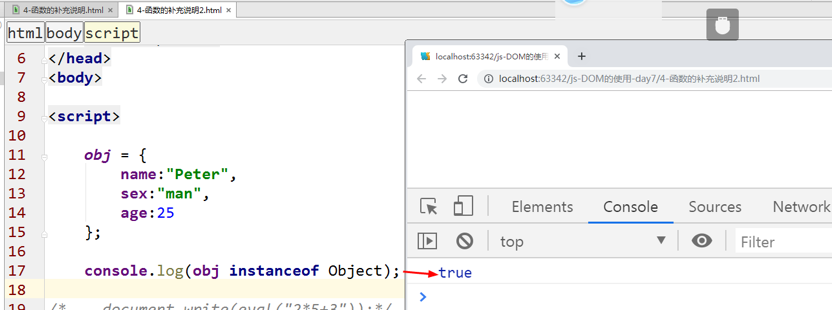 4-函数的补充说明.html × 4-函数的补充说明2.html ×
html body script
6 </head>
7 <body>
8
9 <script>
10
11 obj = {
12 name:"Peter",
13 sex:"man",
14 age:25
15 };
16
17 console.log(obj instanceof Object);
18
19 /* document.write(eval("2*5+3"));*/
localhost:63342/js-DOM的使用 ×
localhost:63342/js-DOM的使用-day7/4-函数的补充说明2.html
Elements Console Sources Network
top Filter
true